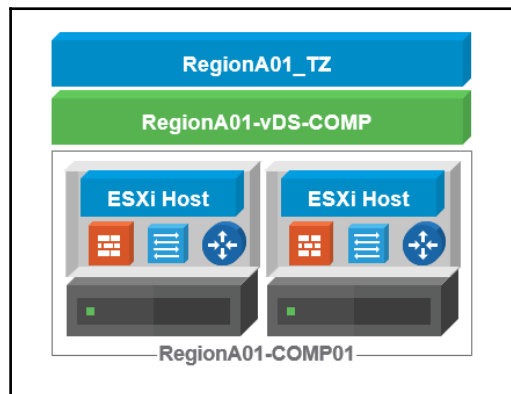 RegionA01_TZ
RegionA01-vDS-COMP
ESXi Host
ESXi Host
RegionA01-COMP01